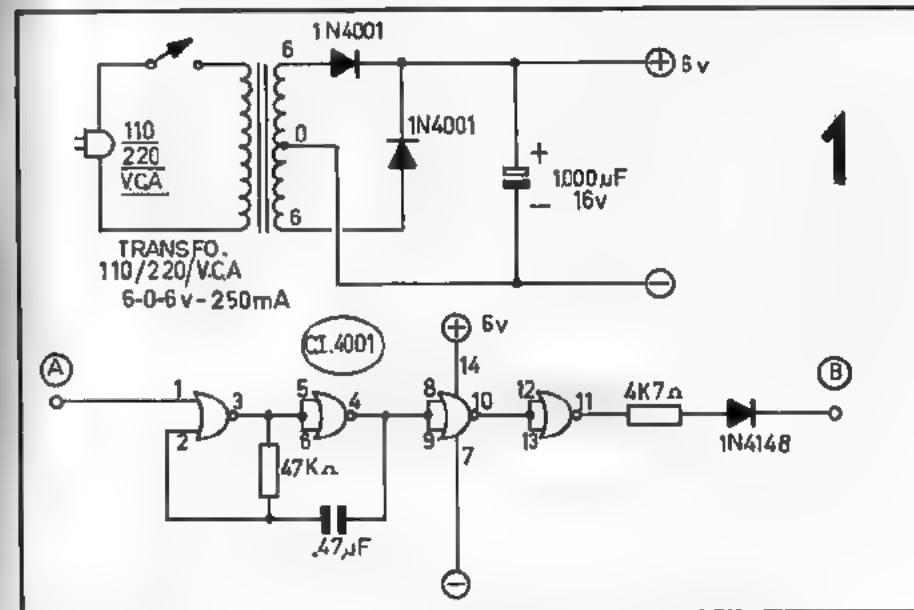 1N4001
6
+ 6v
110
220
VCA
0
1N4001
1
+
1000µF
- 16v
6
TRANSFO.
110/220/V.C.A
6-0-6v-250mA
-
C.I.4001
+ 6v
14
A
B
1
3
5
4
8
10
12
11
4K7Ω
2
6
9
7
13
1N4148
47KΩ
.47µF
-